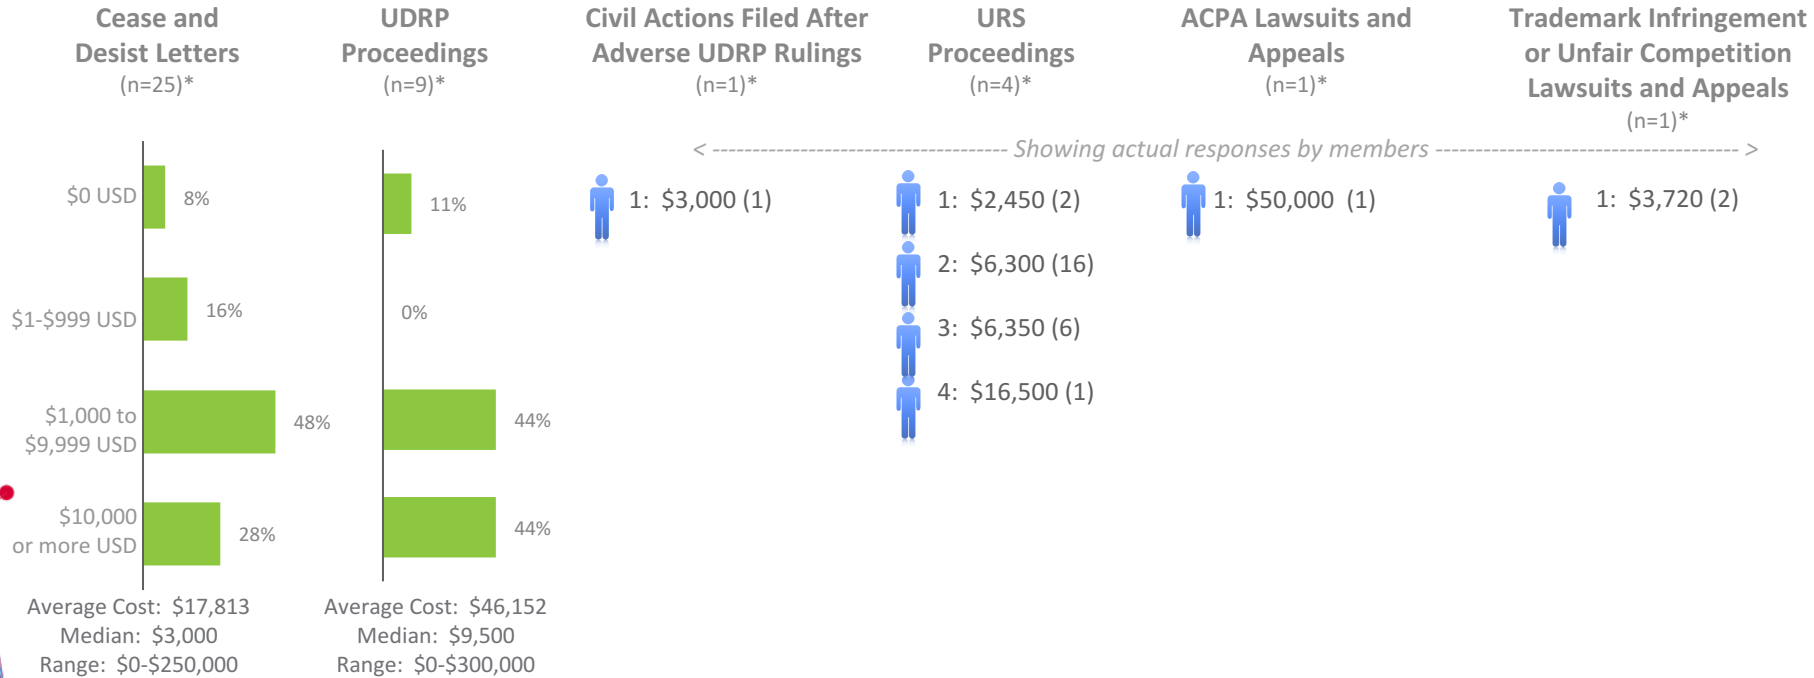 Cease and
Desist Letters
(n=25)*
UDRP
Proceedings
(n=9)*
Civil Actions Filed After
Adverse UDRP Rulings
(n=1)*
URS
Proceedings
(n=4)*
ACPA Lawsuits and
Appeals
(n=1)*
Trademark Infringement
or Unfair Competition
Lawsuits and Appeals
(n=1)*
< ----------------------------------- Showing actual responses by members ------------------------------------ >
$0 USD
8%
11%
1: $3,000 (1)
1: $2,450 (2)
1: $50,000 (1)
1: $3,720 (2)
2: $6,300 (16)
$1-$999 USD
16%
0%
3: $6,350 (6)
4: $16,500 (1)
$1,000 to
$9,999 USD
48%
44%
$10,000
or more USD
28%
44%
Average Cost: $17,813
Median: $3,000
Range: $0-$250,000
Average Cost: $46,152
Median: $9,500
Range: $0-$300,000